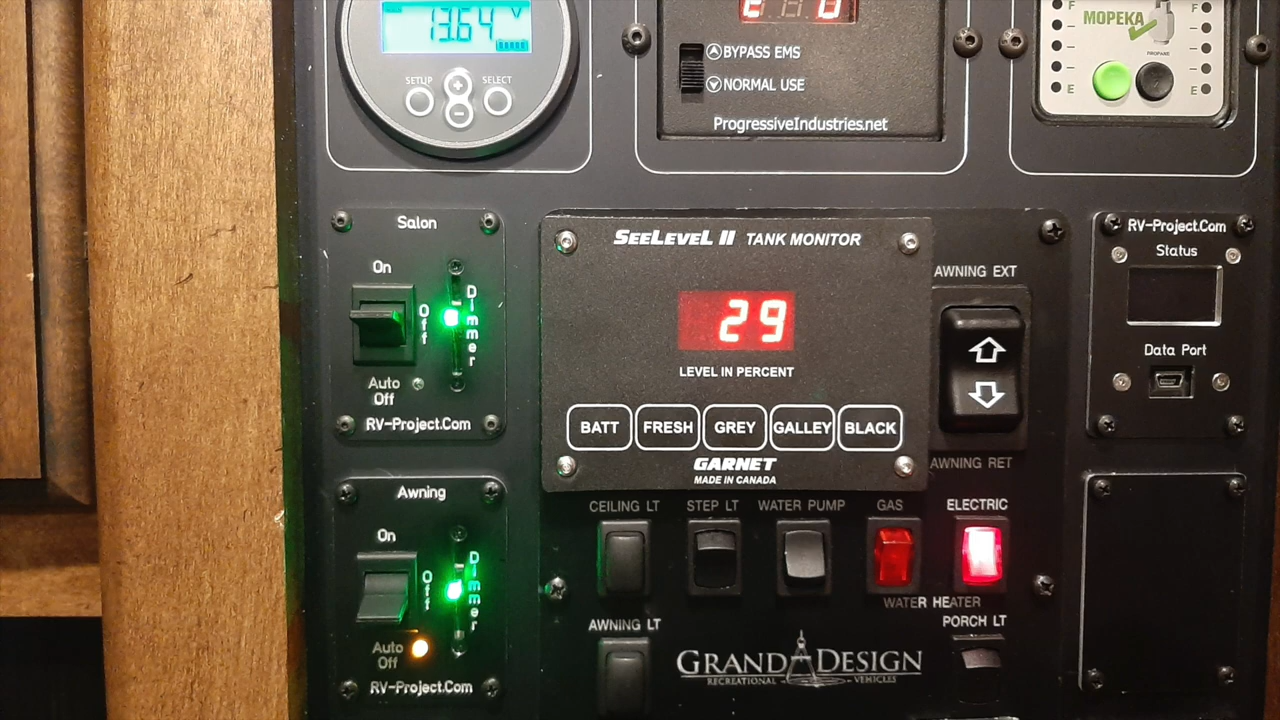 13.64 V
SETUP
SELECT
+
−
BYPASS EMS
NORMAL USE
ProgressiveIndustries.net
F
F
MOPEKA
PROPANE
E
E
Salon
On
Off
Dimmer
Auto
Off
RV-Project.Com
SEELEVEL II TANK MONITOR
29
LEVEL IN PERCENT
BATT
FRESH
GREY
GALLEY
BLACK
GARNET
MADE IN CANADA
AWNING EXT
AWNING RET
RV-Project.Com
Status
Data Port
Awning
On
Off
Dimmer
Auto
Off
RV-Project.Com
CEILING LT
STEP LT
WATER PUMP
GAS
ELECTRIC
WATER HEATER
AWNING LT
PORCH LT
GRAND DESIGN
RECREATIONAL VEHICLES